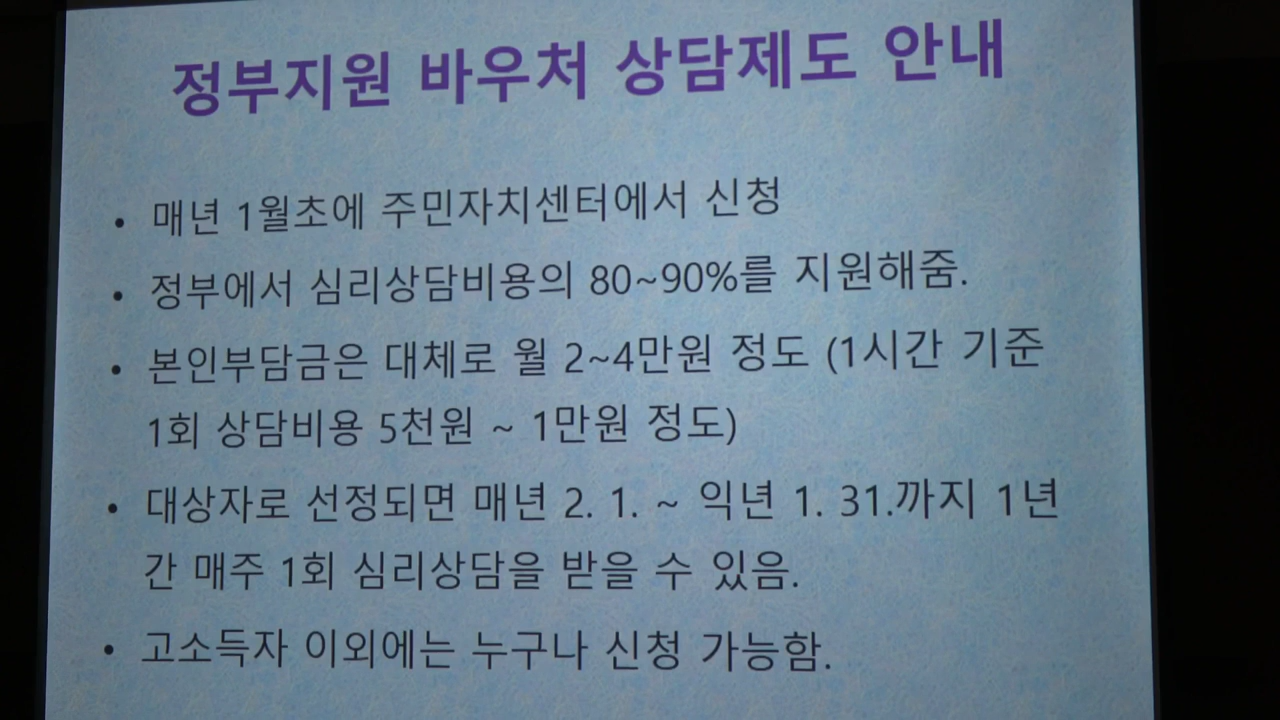 정부지원 바우처 상담제도 안내
• 매년 1월초에 주민자치센터에서 신청
• 정부에서 심리상담비용의 80~90%를 지원해줌.
• 본인부담금은 대체로 월 2~4만원 정도 (1시간 기준
1회 상담비용 5천원 ~ 1만원 정도)
• 대상자로 선정되면 매년 2. 1. ~ 익년 1. 31.까지 1년
간 매주 1회 심리상담을 받을 수 있음.
• 고소득자 이외에는 누구나 신청 가능함.